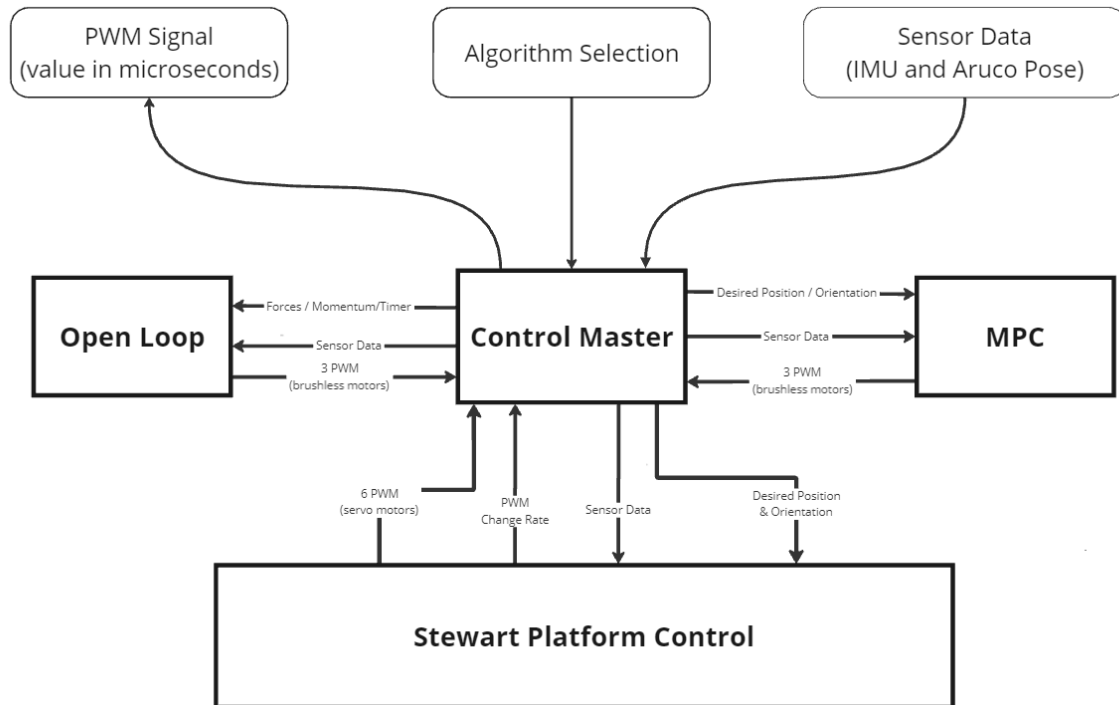 PWM Signal
(value in microseconds)
Algorithm Selection
Sensor Data
(IMU and Aruco Pose)
Open Loop
Forces / Momentum/Timer
Sensor Data
3 PWM
(brushless motors)
Control Master
Desired Position / Orientation
Sensor Data
3 PWM
(brushless motors)
MPC
6 PWM
(servo motors)
PWM
Change Rate
Sensor Data
Desired Position
& Orientation
Stewart Platform Control